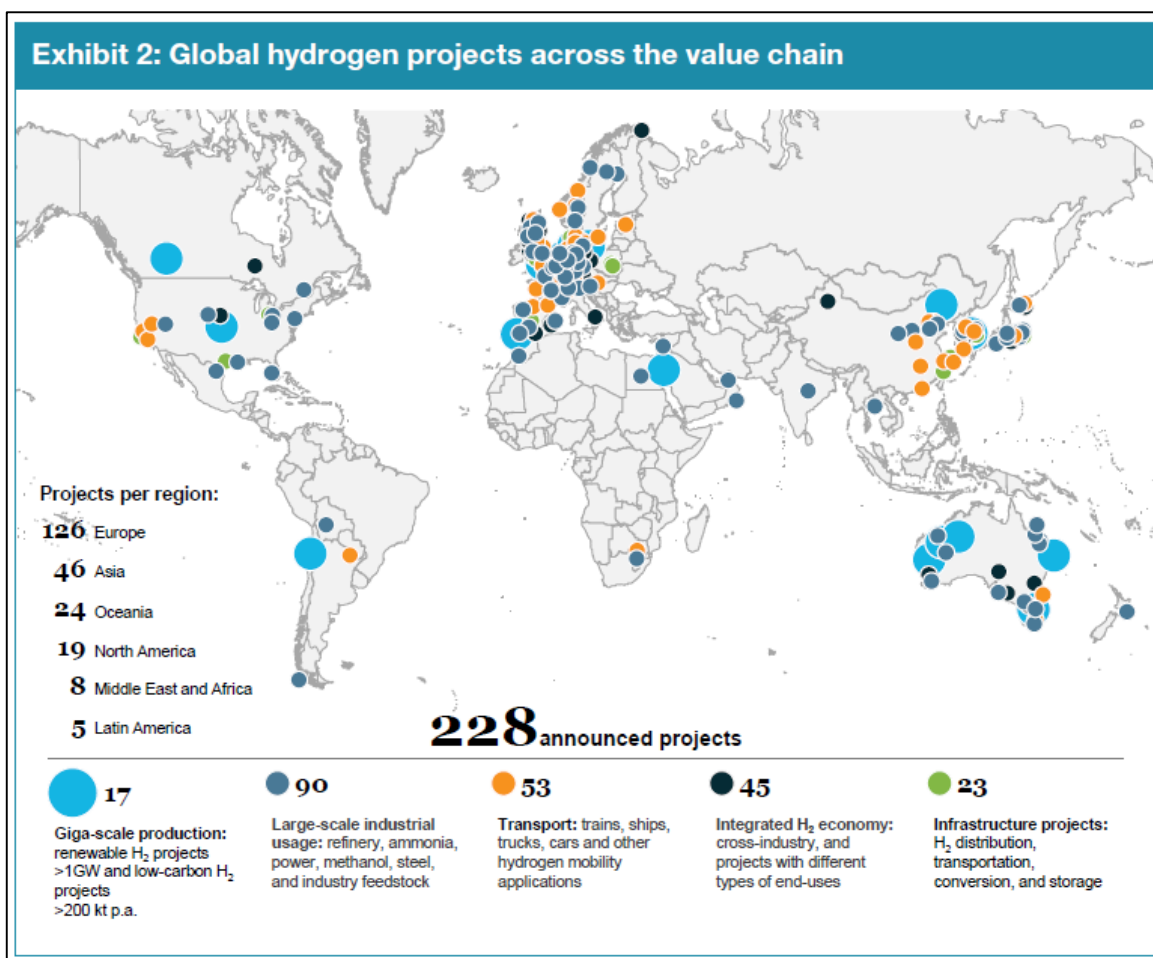 Exhibit 2: Global hydrogen projects across the value chain
Projects per region:
126 Europe
46 Asia
24 Oceania
19 North America
8 Middle East and Africa
5 Latin America
228 announced projects
17
Giga-scale production:
renewable H₂ projects
>1GW and low-carbon H₂
projects
>200 kt p.a.
90
Large-scale industrial
usage: refinery, ammonia,
power, methanol, steel,
and industry feedstock
53
Transport: trains, ships,
trucks, cars and other
hydrogen mobility
applications
45
Integrated H₂ economy:
cross-industry, and
projects with different
types of end-uses
23
Infrastructure projects:
H₂ distribution,
transportation,
conversion, and storage